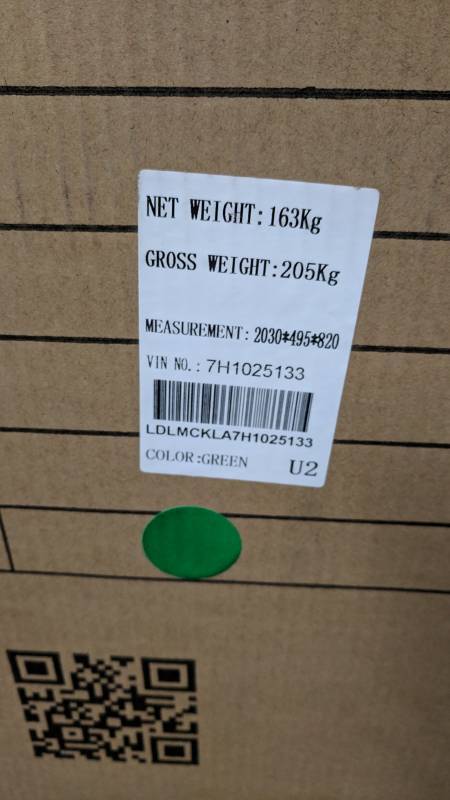 NET WEIGHT:163Kg
GROSS WEIGHT:205Kg
MEASUREMENT:2030*495*820
VIN NO.:7H1025133
LDLMCKLA7H1025133
COLOR:GREEN U2